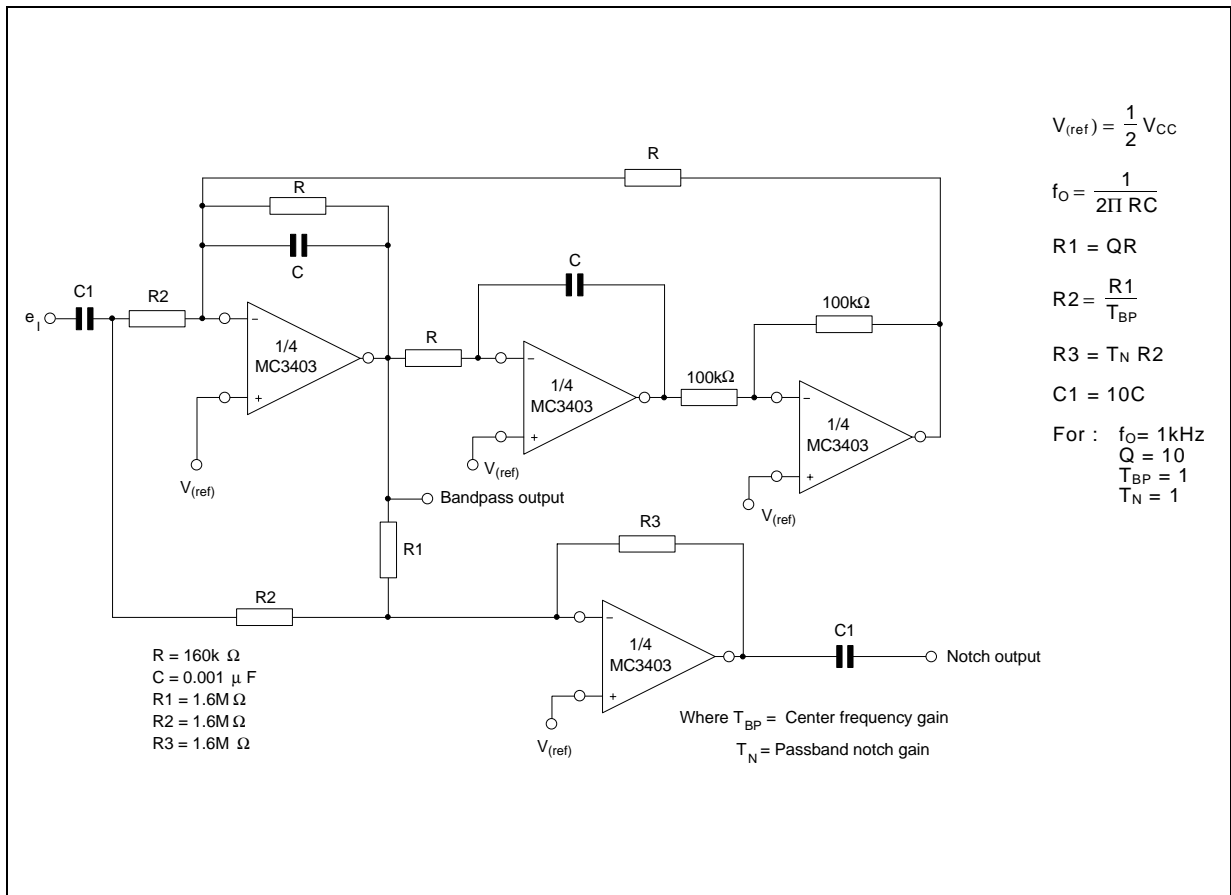 V(ref) = 1/2 VCC
fO = 1/2Π RC
R1 = QR
R2 = R1/TBP
R3 = TN R2
C1 = 10C
For : fO= 1kHz
Q = 10
TBP = 1
TN = 1
R
R
C
C1
R2
eI
1/4
MC3403
V(ref)
R
C
1/4
MC3403
V(ref)
100kΩ
100kΩ
1/4
MC3403
V(ref)
Bandpass output
R1
R2
R3
1/4
MC3403
V(ref)
C1
Notch output
R = 160k Ω
C = 0.001 μ F
R1 = 1.6M Ω
R2 = 1.6M Ω
R3 = 1.6M Ω
Where TBP = Center frequency gain
TN = Passband notch gain